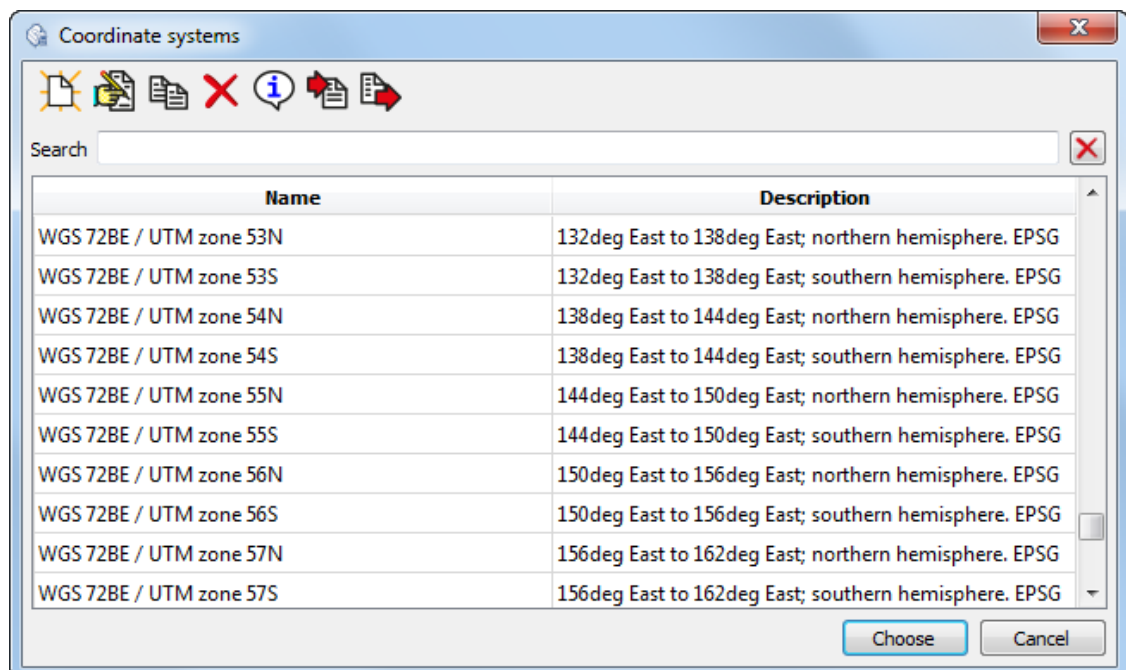 Coordinate systems
Search
Name Description
WGS 72BE / UTM zone 53N 132deg East to 138deg East; northern hemisphere. EPSG
WGS 72BE / UTM zone 53S 132deg East to 138deg East; southern hemisphere. EPSG
WGS 72BE / UTM zone 54N 138deg East to 144deg East; northern hemisphere. EPSG
WGS 72BE / UTM zone 54S 138deg East to 144deg East; southern hemisphere. EPSG
WGS 72BE / UTM zone 55N 144deg East to 150deg East; northern hemisphere. EPSG
WGS 72BE / UTM zone 55S 144deg East to 150deg East; southern hemisphere. EPSG
WGS 72BE / UTM zone 56N 150deg East to 156deg East; northern hemisphere. EPSG
WGS 72BE / UTM zone 56S 150deg East to 156deg East; southern hemisphere. EPSG
WGS 72BE / UTM zone 57N 156deg East to 162deg East; northern hemisphere. EPSG
WGS 72BE / UTM zone 57S 156deg East to 162deg East; southern hemisphere. EPSG
Choose Cancel